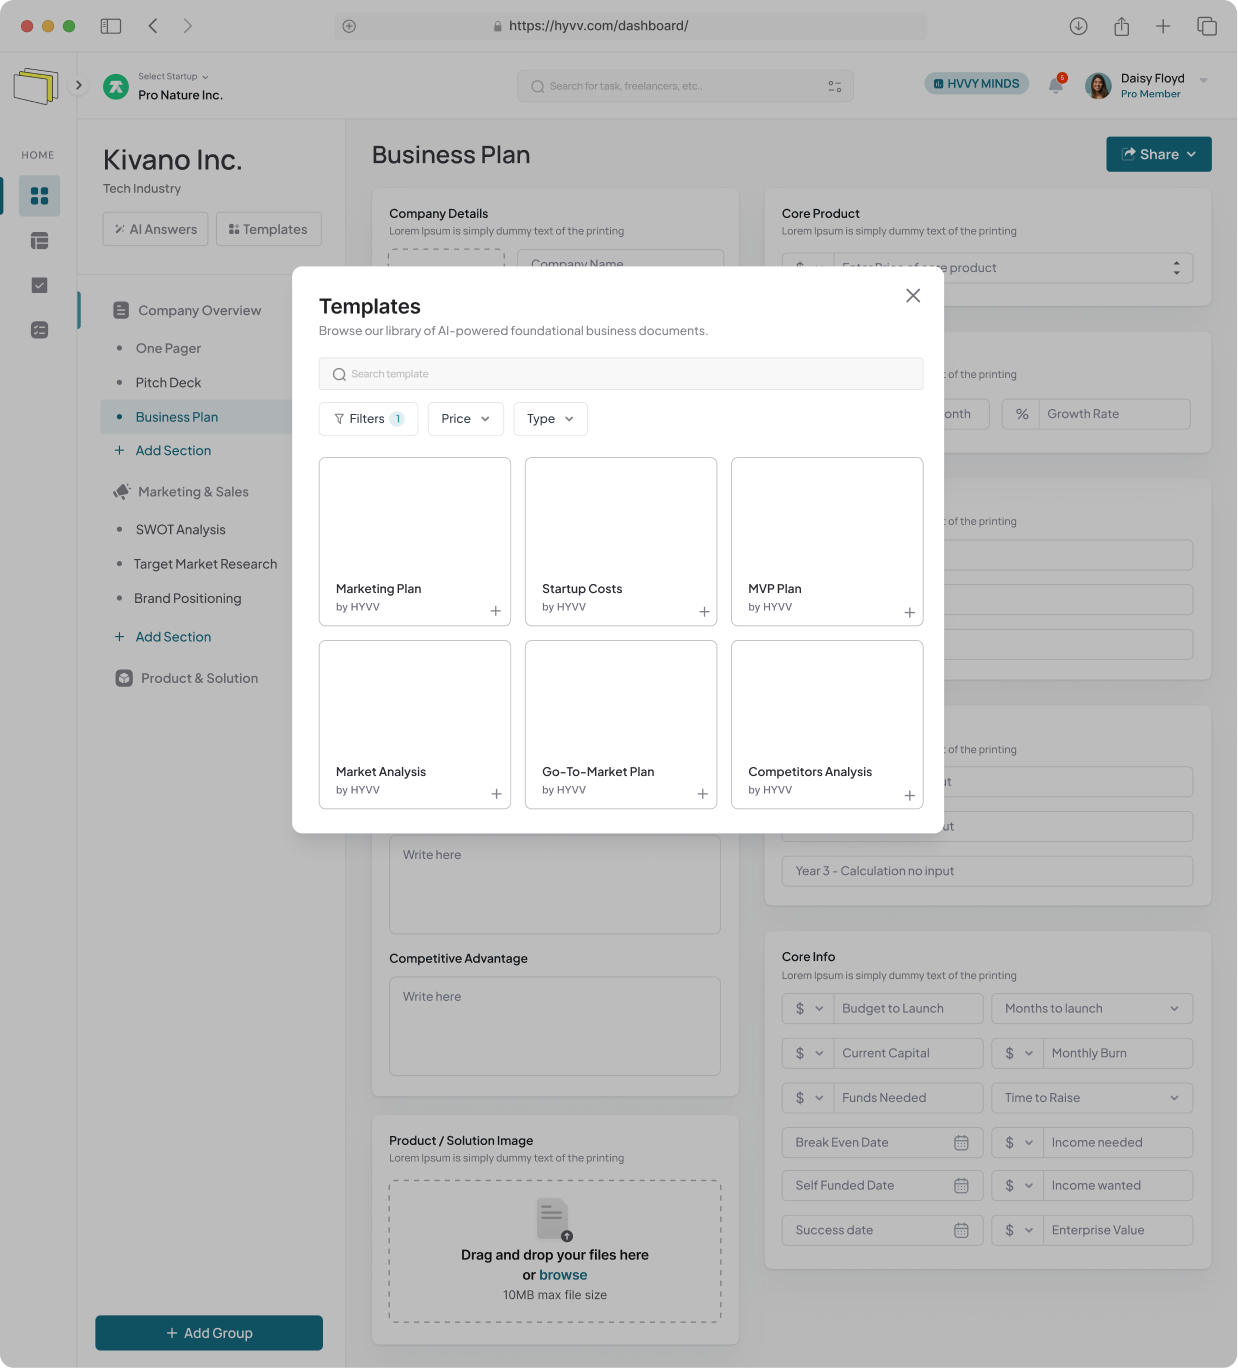 https://hyvv.com/dashboard/
Select Startup
Pro Nature Inc.
Search for task, freelancers, etc..
HVVY MINDS
5
Daisy Floyd
Pro Member
HOME
Kivano Inc.
Tech Industry
AI Answers
Templates
Company Overview
One Pager
Pitch Deck
Business Plan
+ Add Section
Marketing & Sales
SWOT Analysis
Target Market Research
Brand Positioning
+ Add Section
Product & Solution
+ Add Group
Business Plan
Share
Company Details
Lorem Ipsum is simply dummy text of the printing
Company Name
Core Product
Lorem Ipsum is simply dummy text of the printing
product
Templates
Browse our library of AI-powered foundational business documents.
Search template
Filters 1
Price
Type
Marketing Plan
by HYVV
Startup Costs
by HYVV
MVP Plan
by HYVV
Market Analysis
by HYVV
Go-To-Market Plan
by HYVV
Competitors Analysis
by HYVV
of the printing
% Growth Rate
of the printing
of the printing
Year 3 - Calculation no input
Write here
Competitive Advantage
Write here
Product / Solution Image
Lorem Ipsum is simply dummy text of the printing
Drag and drop your files here
or browse
10MB max file size
Core Info
Lorem Ipsum is simply dummy text of the printing
$ Budget to Launch
Months to launch
$ Current Capital
$ Monthly Burn
$ Funds Needed
Time to Raise
Break Even Date
$ Income needed
Self Funded Date
$ Income wanted
Success date
$ Enterprise Value